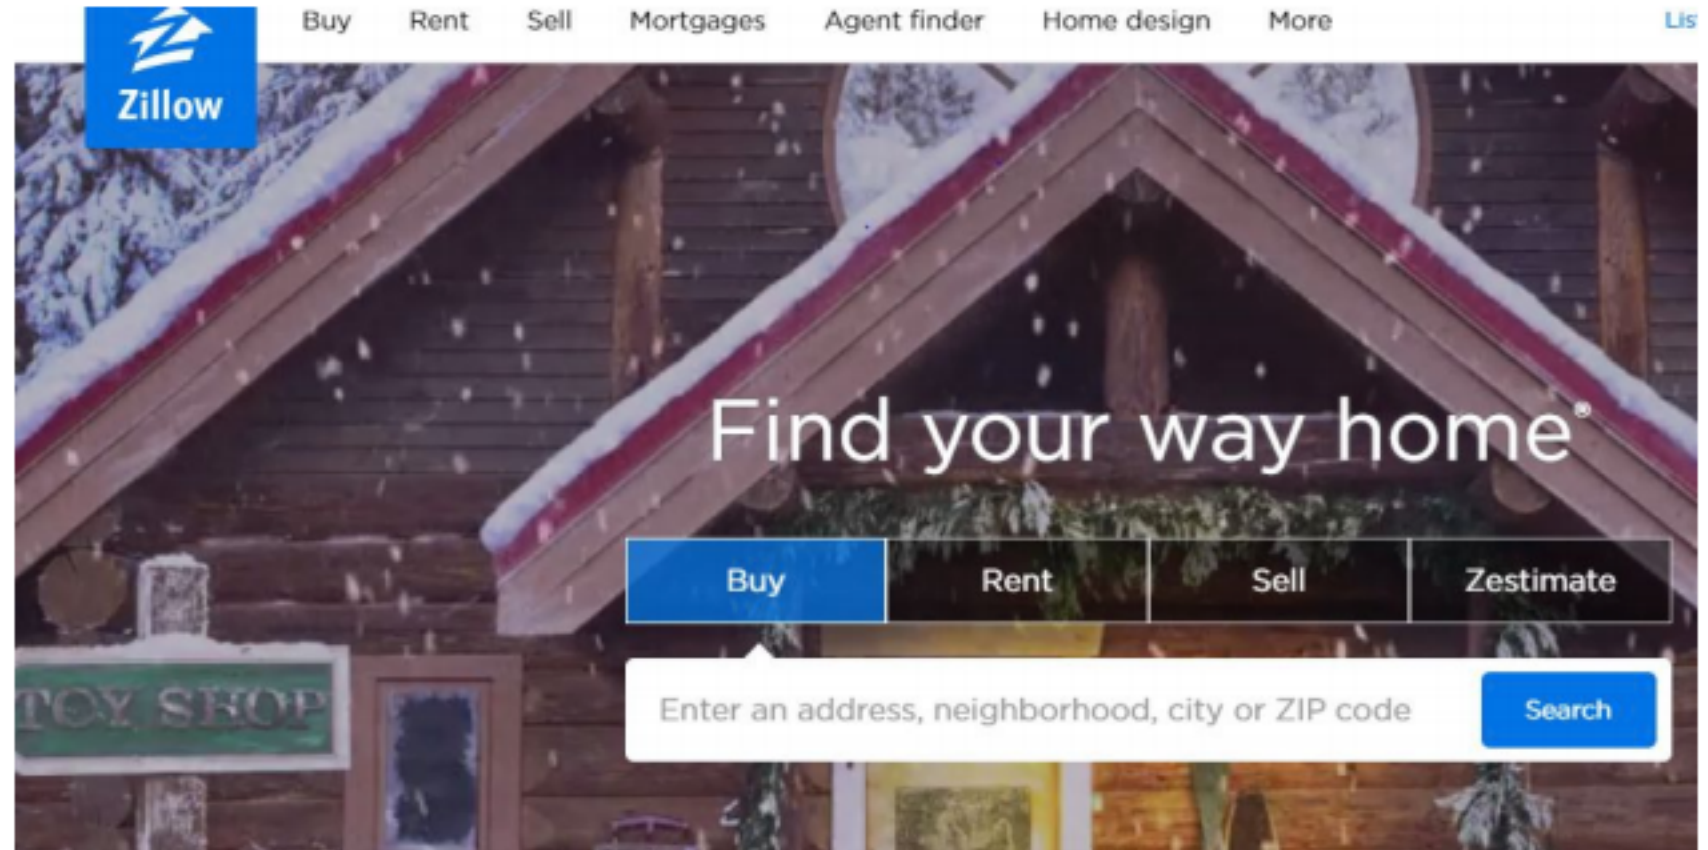 Zillow
Buy Rent Sell Mortgages Agent finder Home design More Lis
Find your way home®
Buy Rent Sell Zestimate
Enter an address, neighborhood, city or ZIP code Search
TOY SHOP